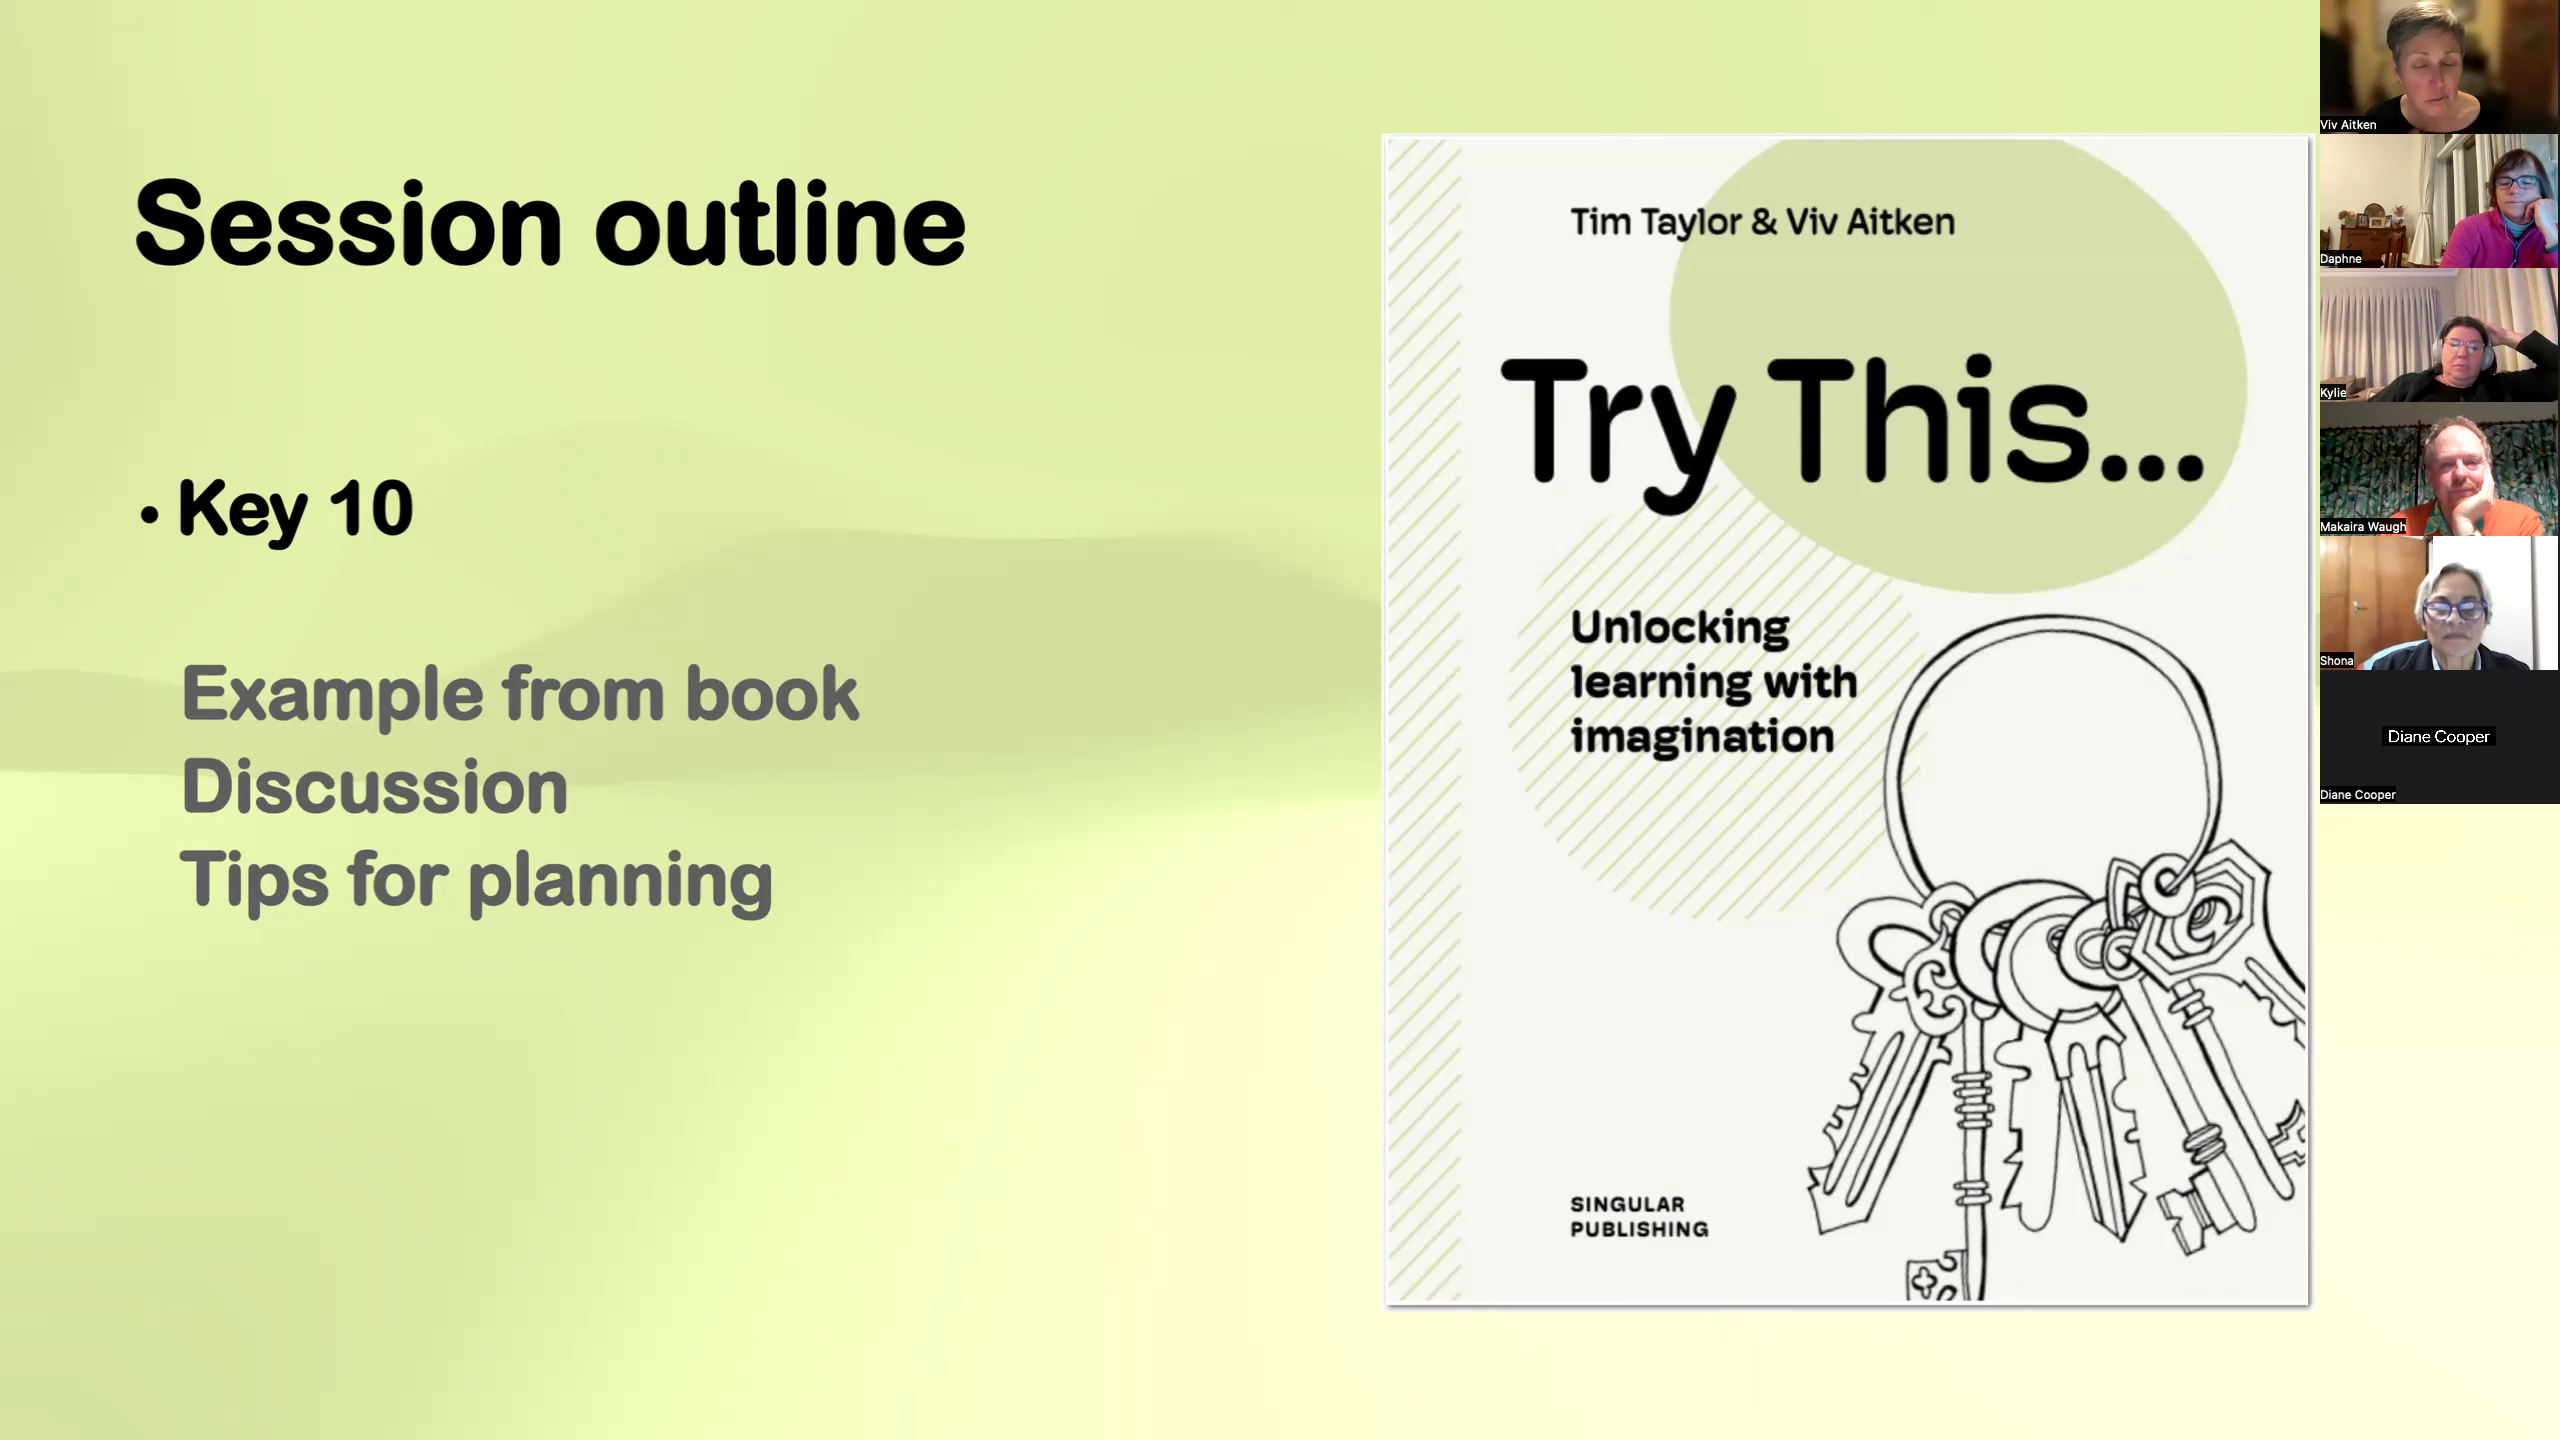 Session outline
• Key 10
Example from book
Discussion
Tips for planning
Tim Taylor & Viv Aitken
Try This...
Unlocking
learning with
imagination
SINGULAR
PUBLISHING
Viv Aitken
Daphne
Kylie
Makaira Waugh
Shona
Diane Cooper
Diane Cooper